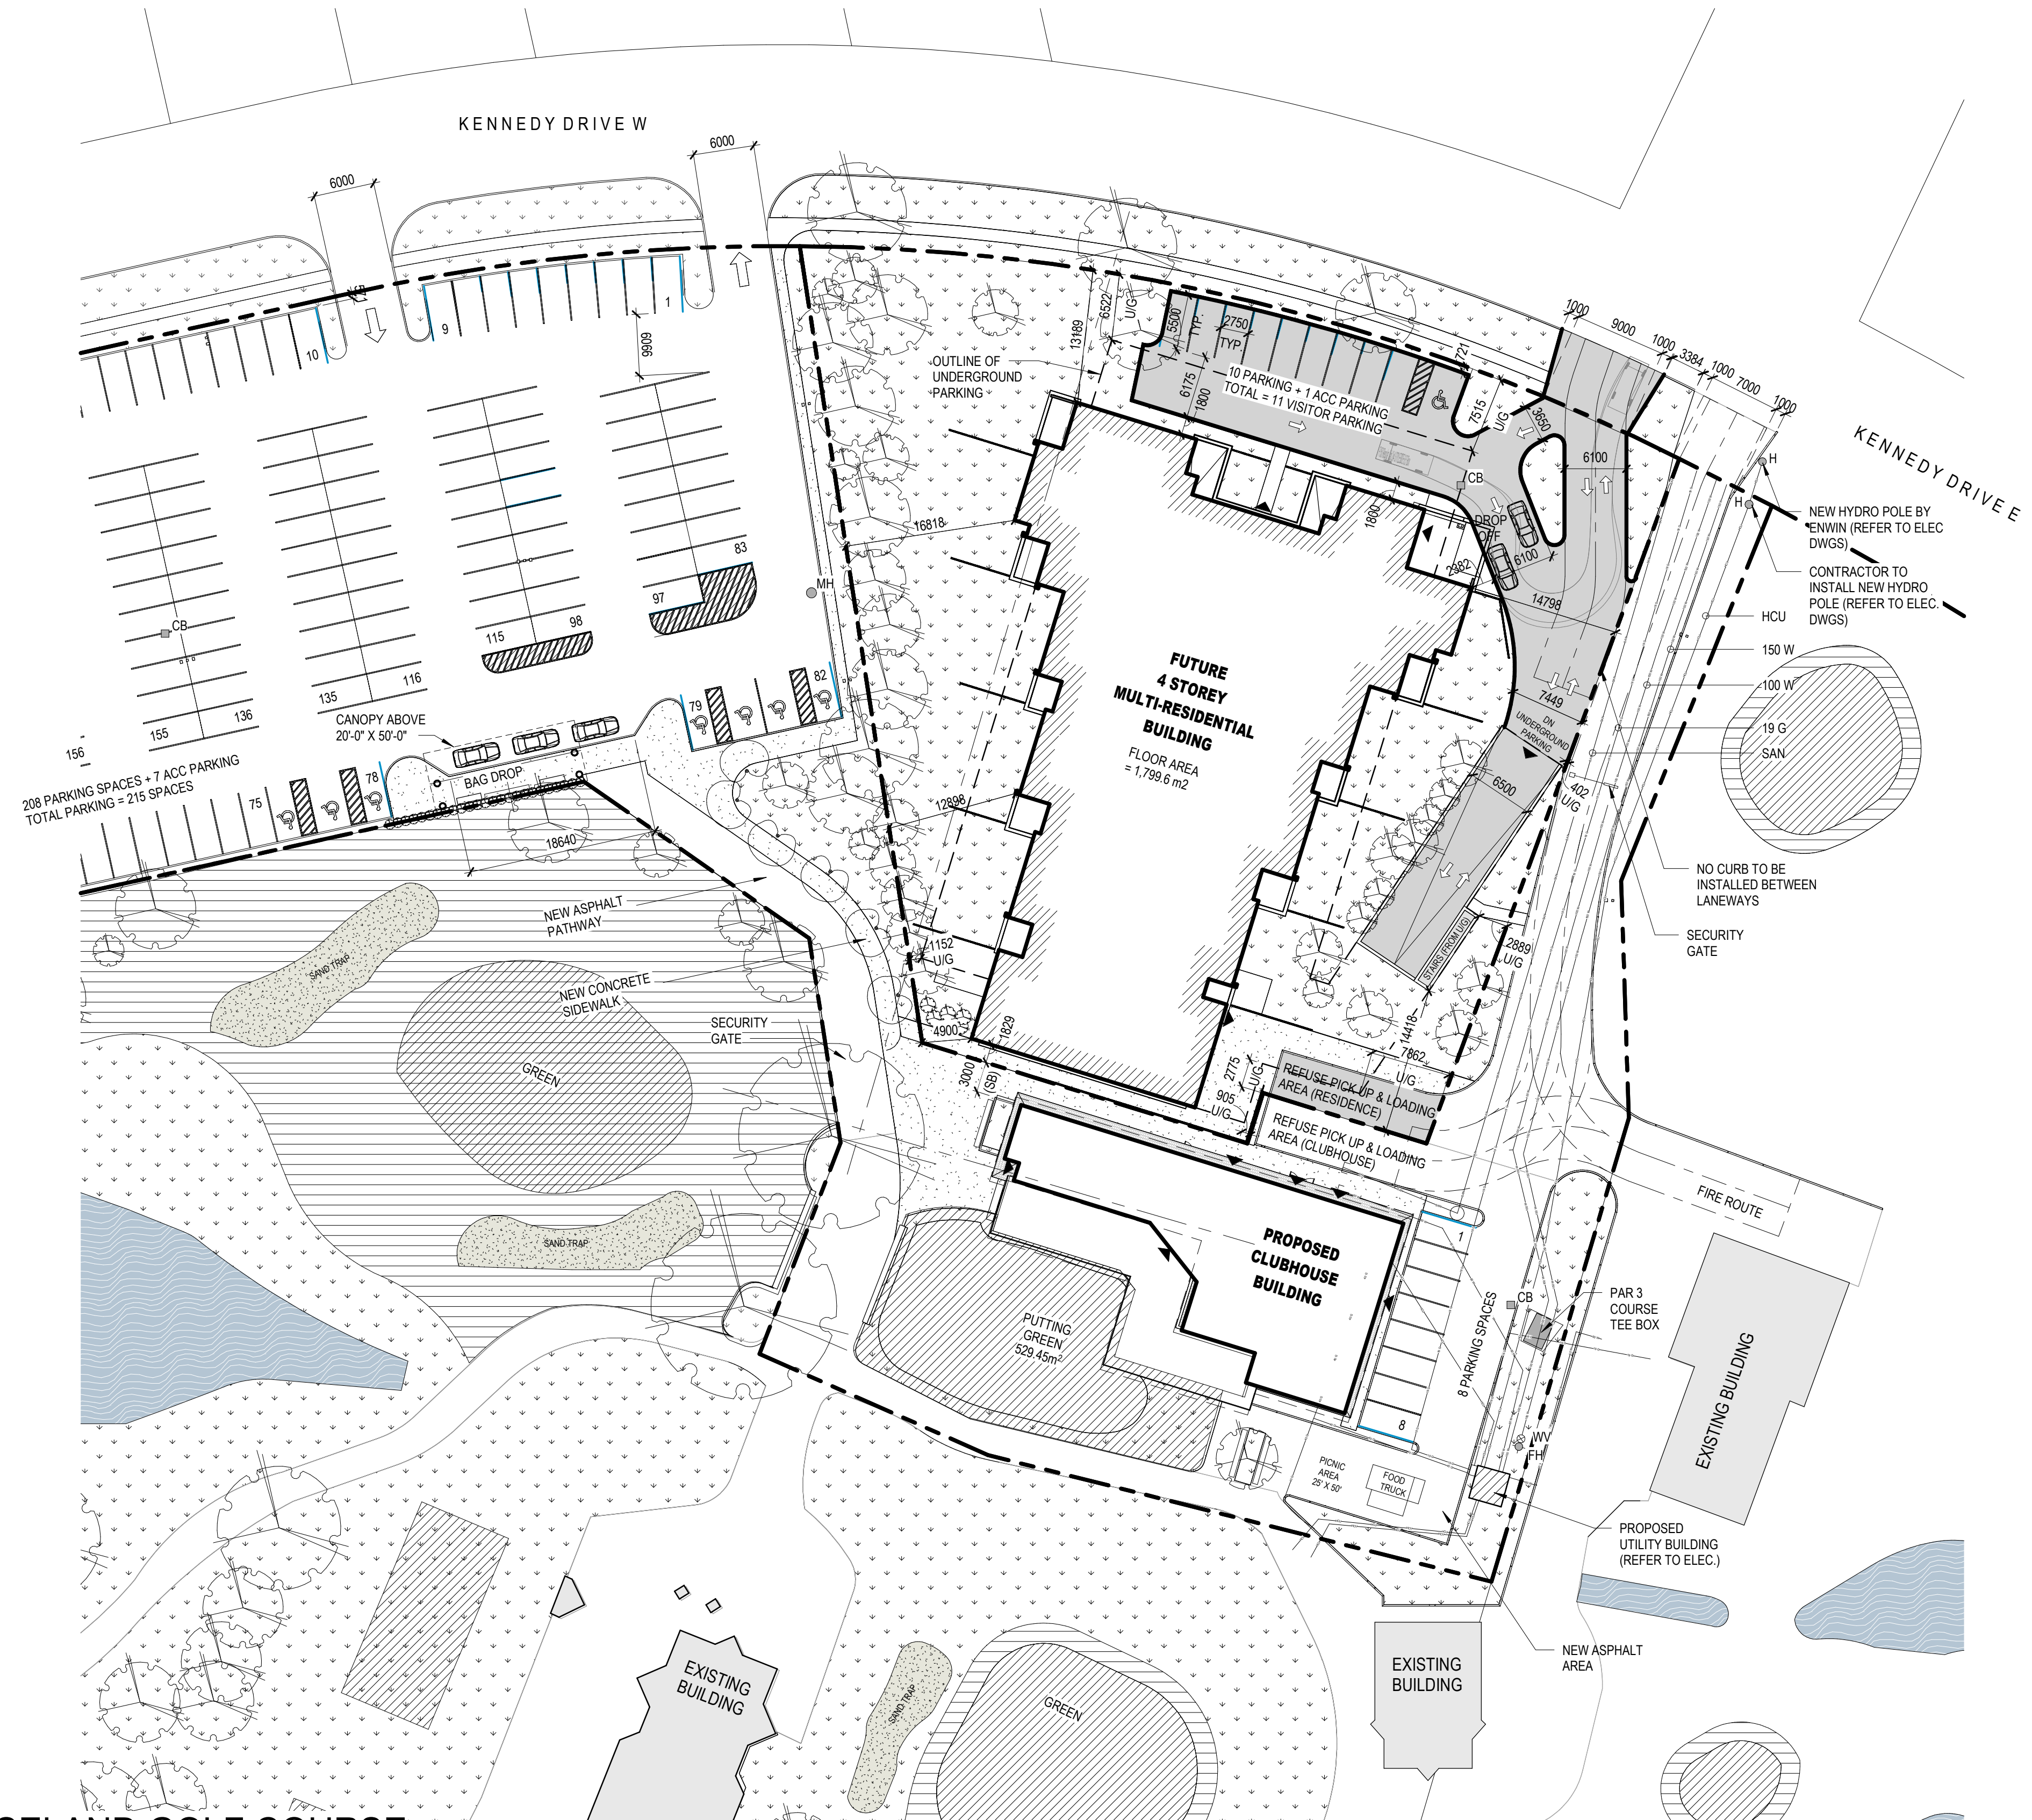 KENNEDY DRIVE W
6000
6000
1000
9000
1000
3384
1000
7000
1000
KENNEDY DRIVE E
9
1
10
6066
13189
6522
U/G
5500
TYP.
2750
TYP.
OUTLINE OF
UNDERGROUND
PARKING
6175
1800
10 PARKING + 1 ACC PARKING
TOTAL = 11 VISITOR PARKING
7515
U/G
3650
6100
H
H
NEW HYDRO POLE BY
ENWIN (REFER TO ELEC
DWGS)
CONTRACTOR TO
INSTALL NEW HYDRO
POLE (REFER TO ELEC.
DWGS)
HCU
150 W
100 W
19 G
SAN
CB
1800
DROP
OFF
6100
2382
14798
16818
83
97
MH
98
115
CB
116
135
136
155
156
79
82
CANOPY ABOVE
20'-0" X 50'-0"
BAG DROP
78
75
208 PARKING SPACES + 7 ACC PARKING
TOTAL PARKING = 215 SPACES
FUTURE
4 STOREY
MULTI-RESIDENTIAL
BUILDING
FLOOR AREA
= 1,799.6 m2
7449
DN
UNDERGROUND
PARKING
6500
402
U/G
12898
18640
NO CURB TO BE
INSTALLED BETWEEN
LANEWAYS
SECURITY
GATE
NEW ASPHALT
PATHWAY
NEW CONCRETE
SIDEWALK
SECURITY
GATE
SAND TRAP
GREEN
SAND TRAP
1152
U/G
4900
1829
3000
(SB)
STAIRS (FROM U/G)
2889
U/G
14418
7862
U/G
2775
U/G
905
U/G
REFUSE PICK UP & LOADING
AREA (RESIDENCE)
REFUSE PICK UP & LOADING
AREA (CLUBHOUSE)
FIRE ROUTE
PROPOSED
CLUBHOUSE
BUILDING
1
8
8 PARKING SPACES
CB
PAR 3
COURSE
TEE BOX
EXISTING BUILDING
PUTTING
GREEN
529.45m2
WV
FH
PICNIC
AREA
25' X 50'
FOOD
TRUCK
PROPOSED
UTILITY BUILDING
(REFER TO ELEC.)
NEW ASPHALT
AREA
EXISTING
BUILDING
EXISTING
BUILDING
SAND TRAP
GREEN
GOLF COURSE